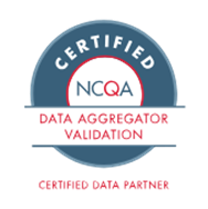 CERTIFIED
NCQA
DATA AGGREGATOR
VALIDATION
CERTIFIED DATA PARTNER